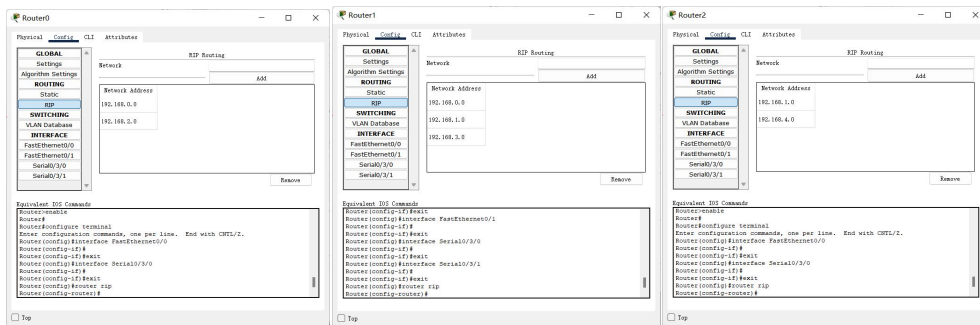 Router0
Physical Config CLI Attributes
GLOBAL
Settings
Algorithm Settings
ROUTING
Static
RIP
SWITCHING
VLAN Database
INTERFACE
FastEthernet0/0
FastEthernet0/1
Serial0/3/0
Serial0/3/1
RIP Routing
Network
Add
Network Address
192.168.0.0
192.168.2.0
Remove
Equivalent IOS Commands
Router>enable
Router#
Router#configure terminal
Enter configuration commands, one per line. End with CNTL/Z.
Router(config)#interface FastEthernet0/0
Router(config-if)#
Router(config-if)#exit
Router(config)#interface Serial0/3/0
Router(config-if)#
Router(config-if)#exit
Router(config)#router rip
Router(config-router)#
Top
Router1
Physical Config CLI Attributes
GLOBAL
Settings
Algorithm Settings
ROUTING
Static
RIP
SWITCHING
VLAN Database
INTERFACE
FastEthernet0/0
FastEthernet0/1
Serial0/3/0
Serial0/3/1
RIP Routing
Network
Add
Network Address
192.168.0.0
192.168.1.0
192.168.3.0
Remove
Equivalent IOS Commands
Router(config-if)#exit
Router(config)#interface FastEthernet0/1
Router(config-if)#
Router(config-if)#exit
Router(config)#interface Serial0/3/0
Router(config-if)#
Router(config-if)#exit
Router(config)#interface Serial0/3/1
Router(config-if)#
Router(config-if)#exit
Router(config)#router rip
Router(config-router)#
Top
Router2
Physical Config CLI Attributes
GLOBAL
Settings
Algorithm Settings
ROUTING
Static
RIP
SWITCHING
VLAN Database
INTERFACE
FastEthernet0/0
FastEthernet0/1
Serial0/3/0
Serial0/3/1
RIP Routing
Network
Add
Network Address
192.168.1.0
192.168.4.0
Remove
Equivalent IOS Commands
Router>enable
Router#
Router#configure terminal
Enter configuration commands, one per line. End with CNTL/Z.
Router(config)#interface FastEthernet0/0
Router(config-if)#
Router(config-if)#exit
Router(config)#interface Serial0/3/0
Router(config-if)#
Router(config-if)#exit
Router(config)#router rip
Router(config-router)#
Top